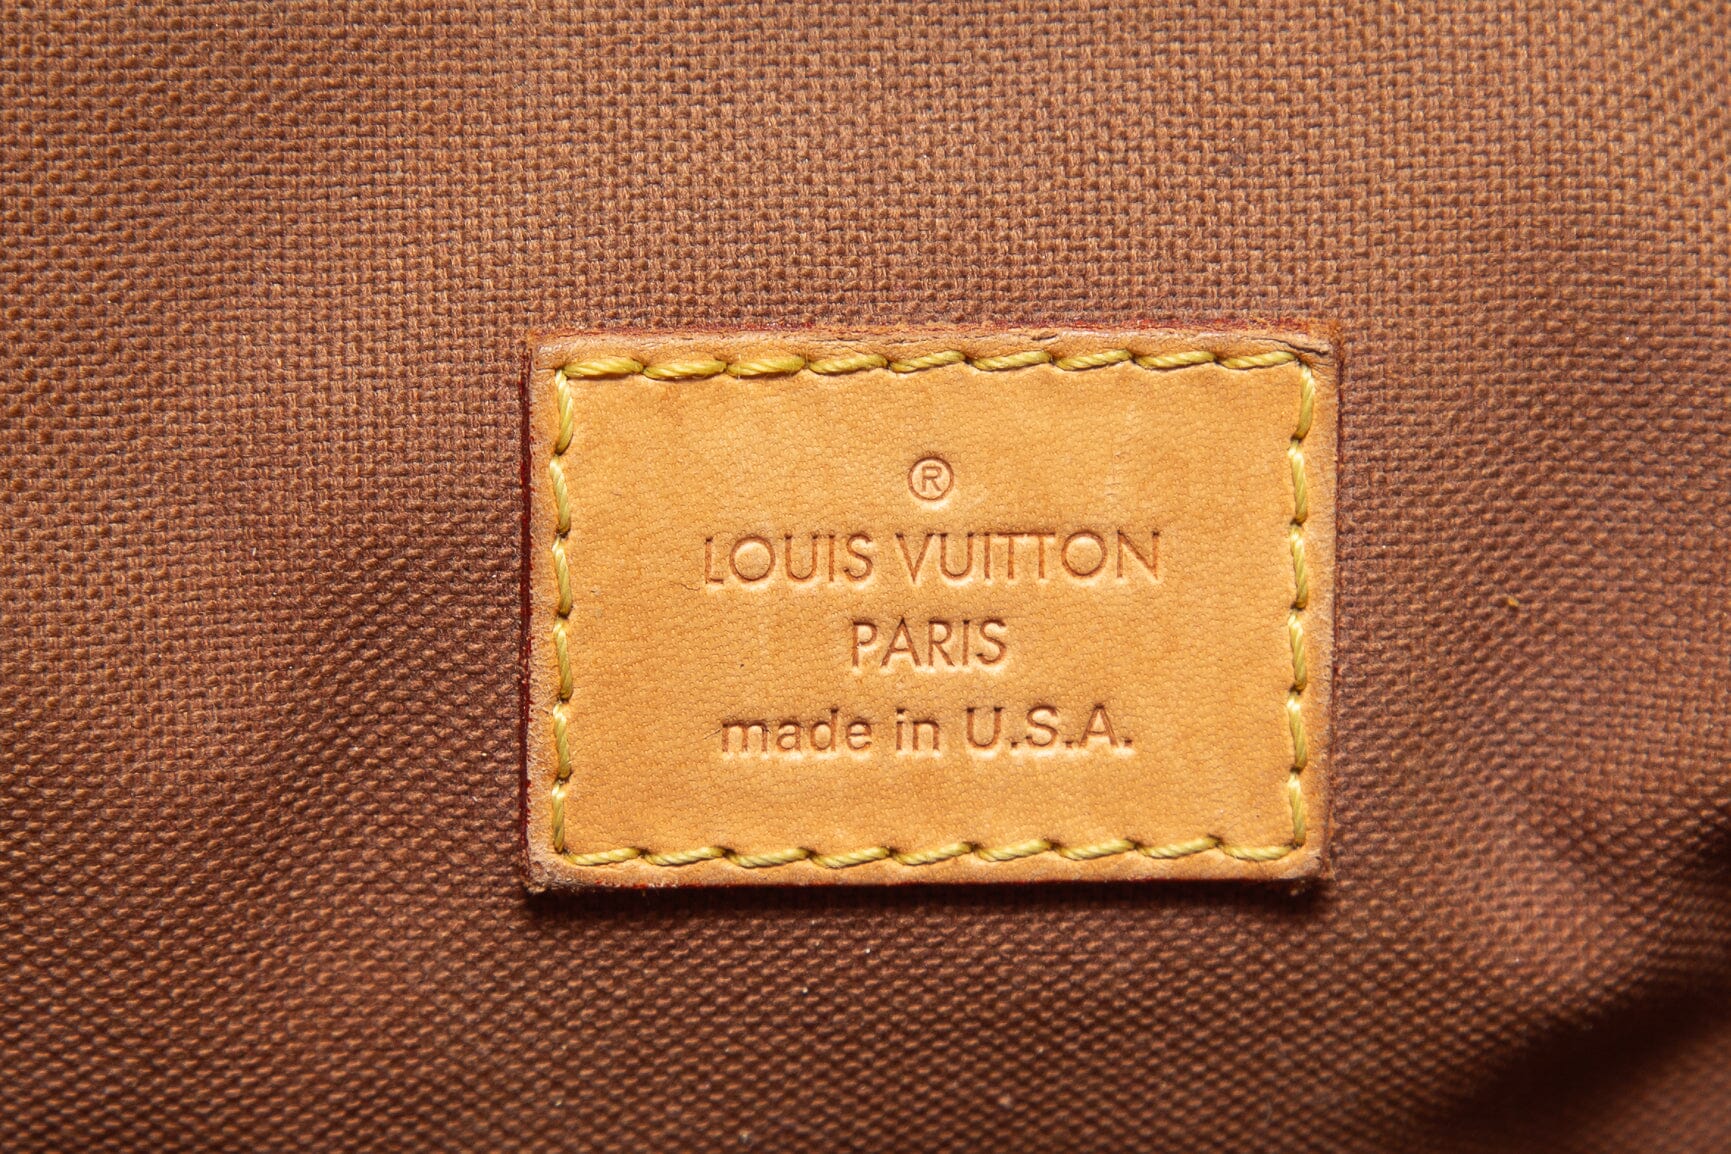 ®
LOUIS VUITTON
PARIS
made in U.S.A.